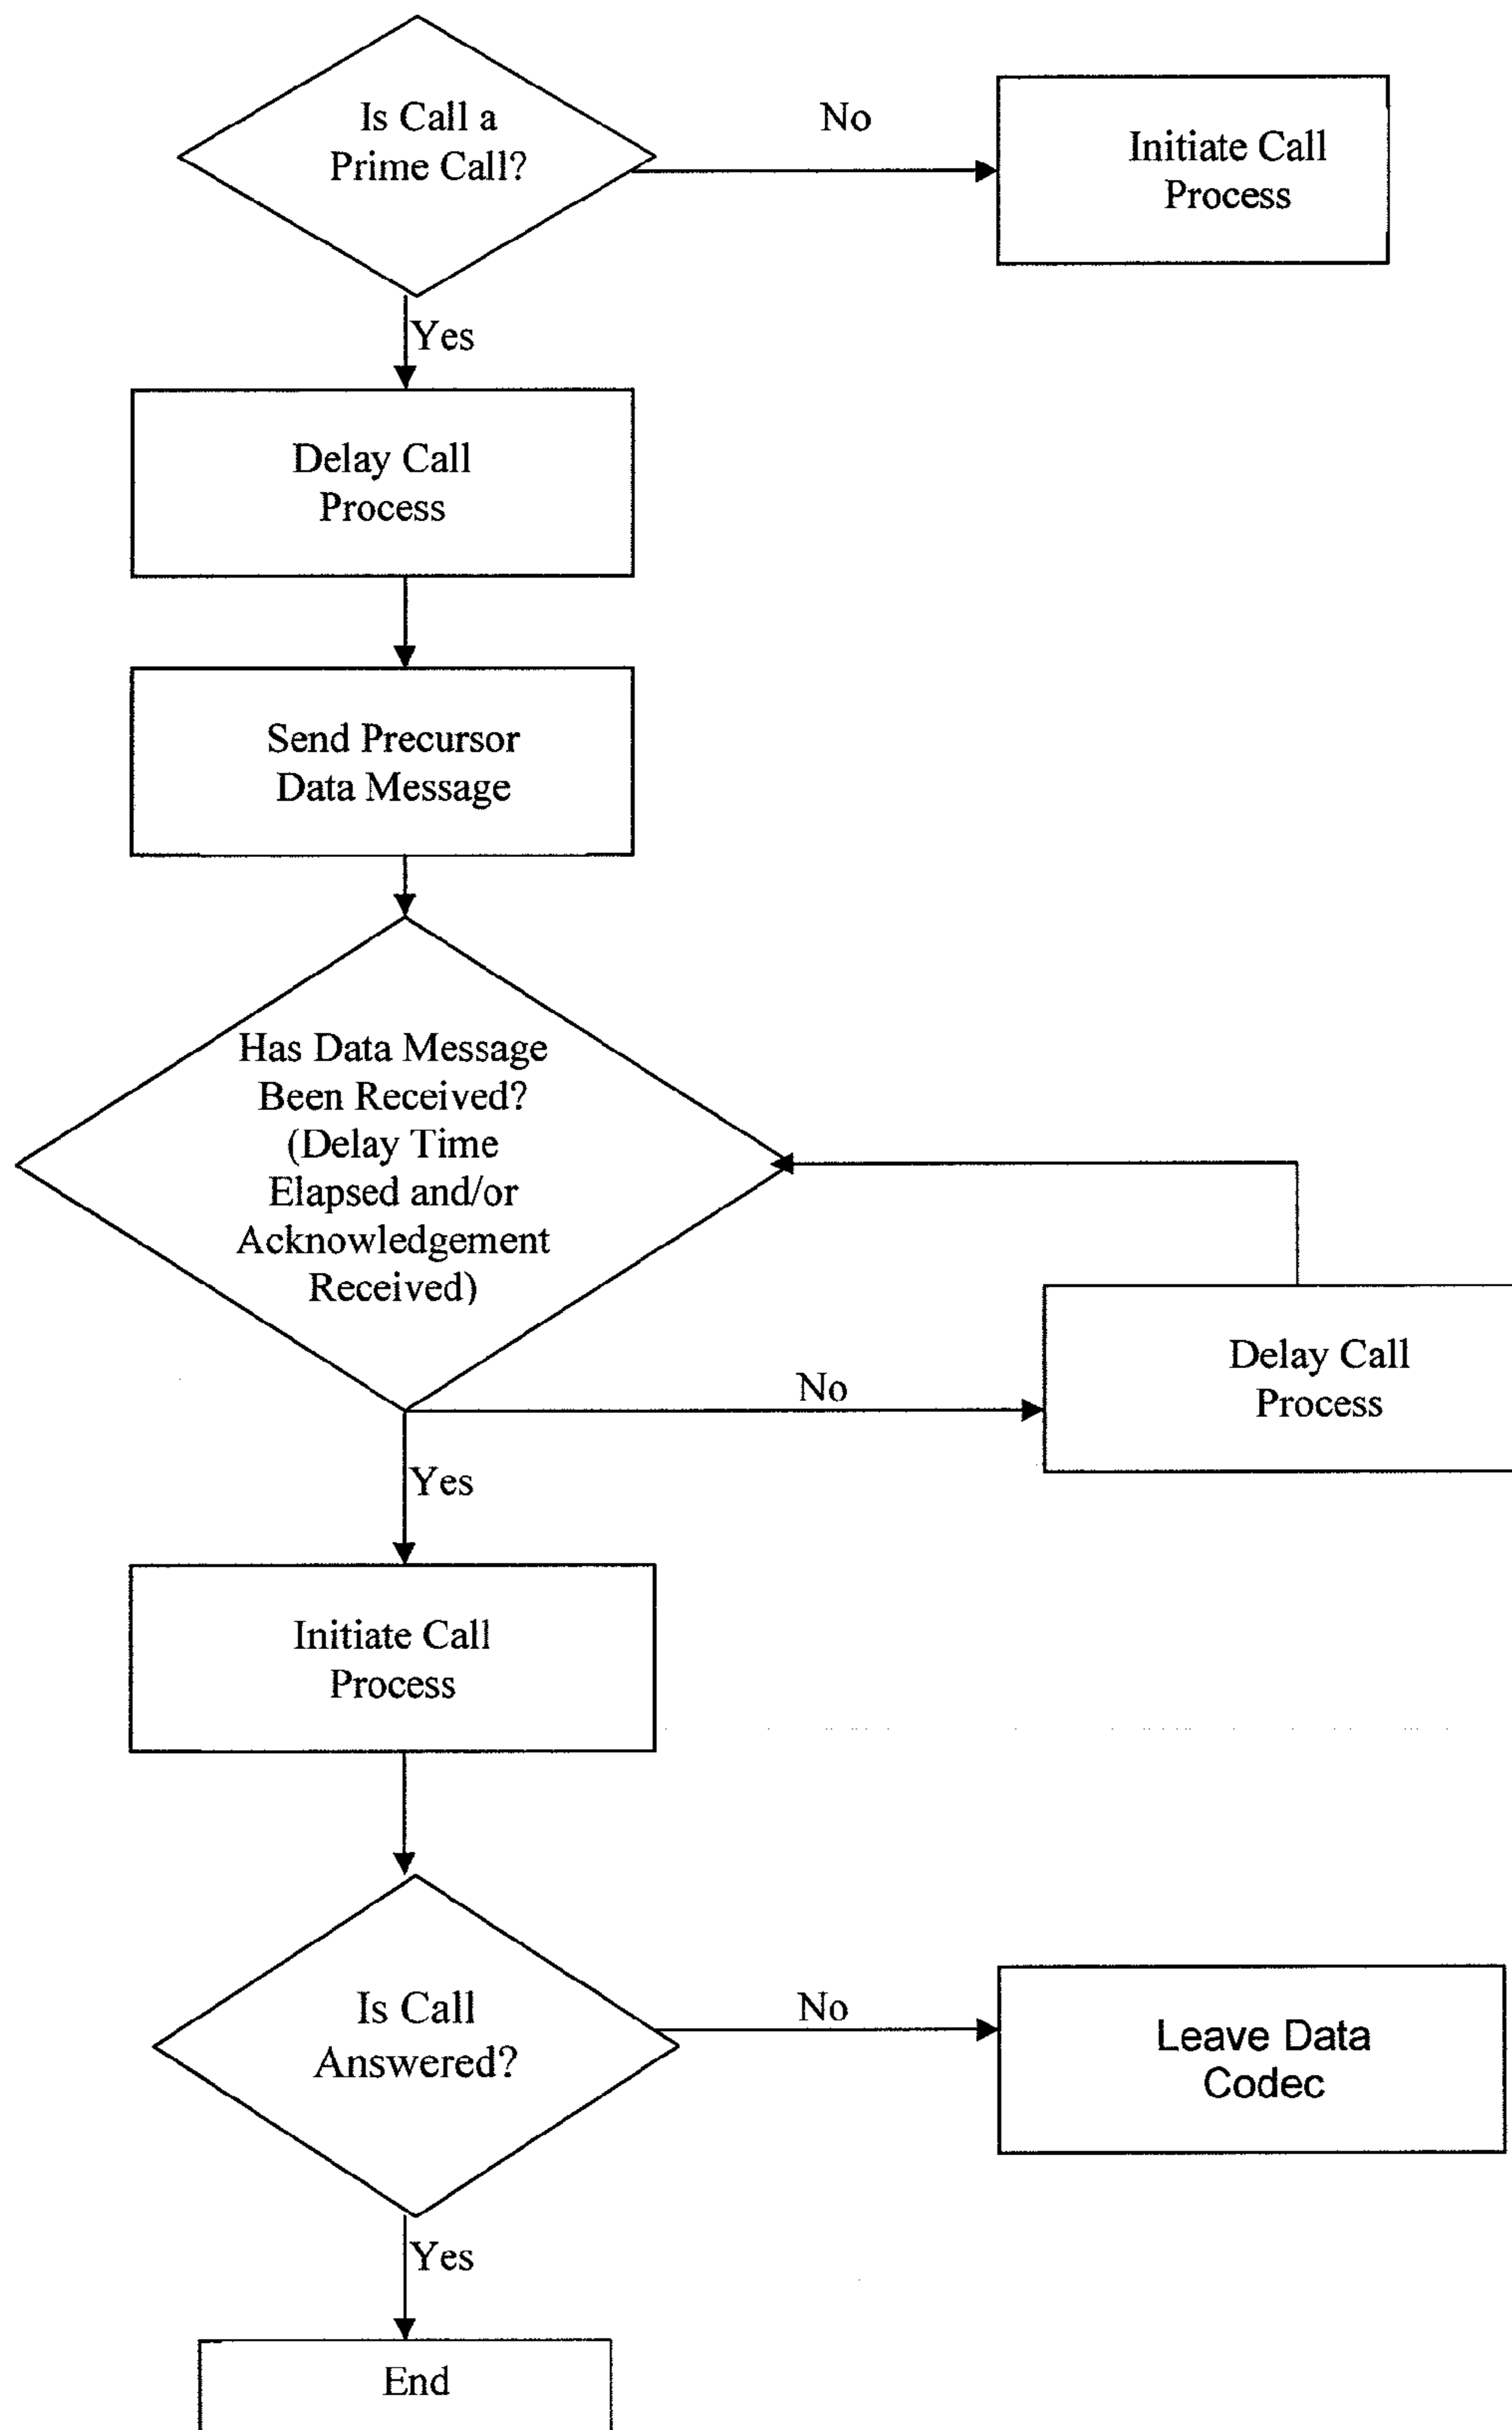 Is Call a
Prime Call?
No
Initiate Call
Process
Yes
Delay Call
Process
Send Precursor
Data Message
Has Data Message
Been Received?
(Delay Time
Elapsed and/or
Acknowledgement
Received)
No
Delay Call
Process
Yes
Initiate Call
Process
Is Call
Answered?
No
Leave Data
Codec
Yes
End